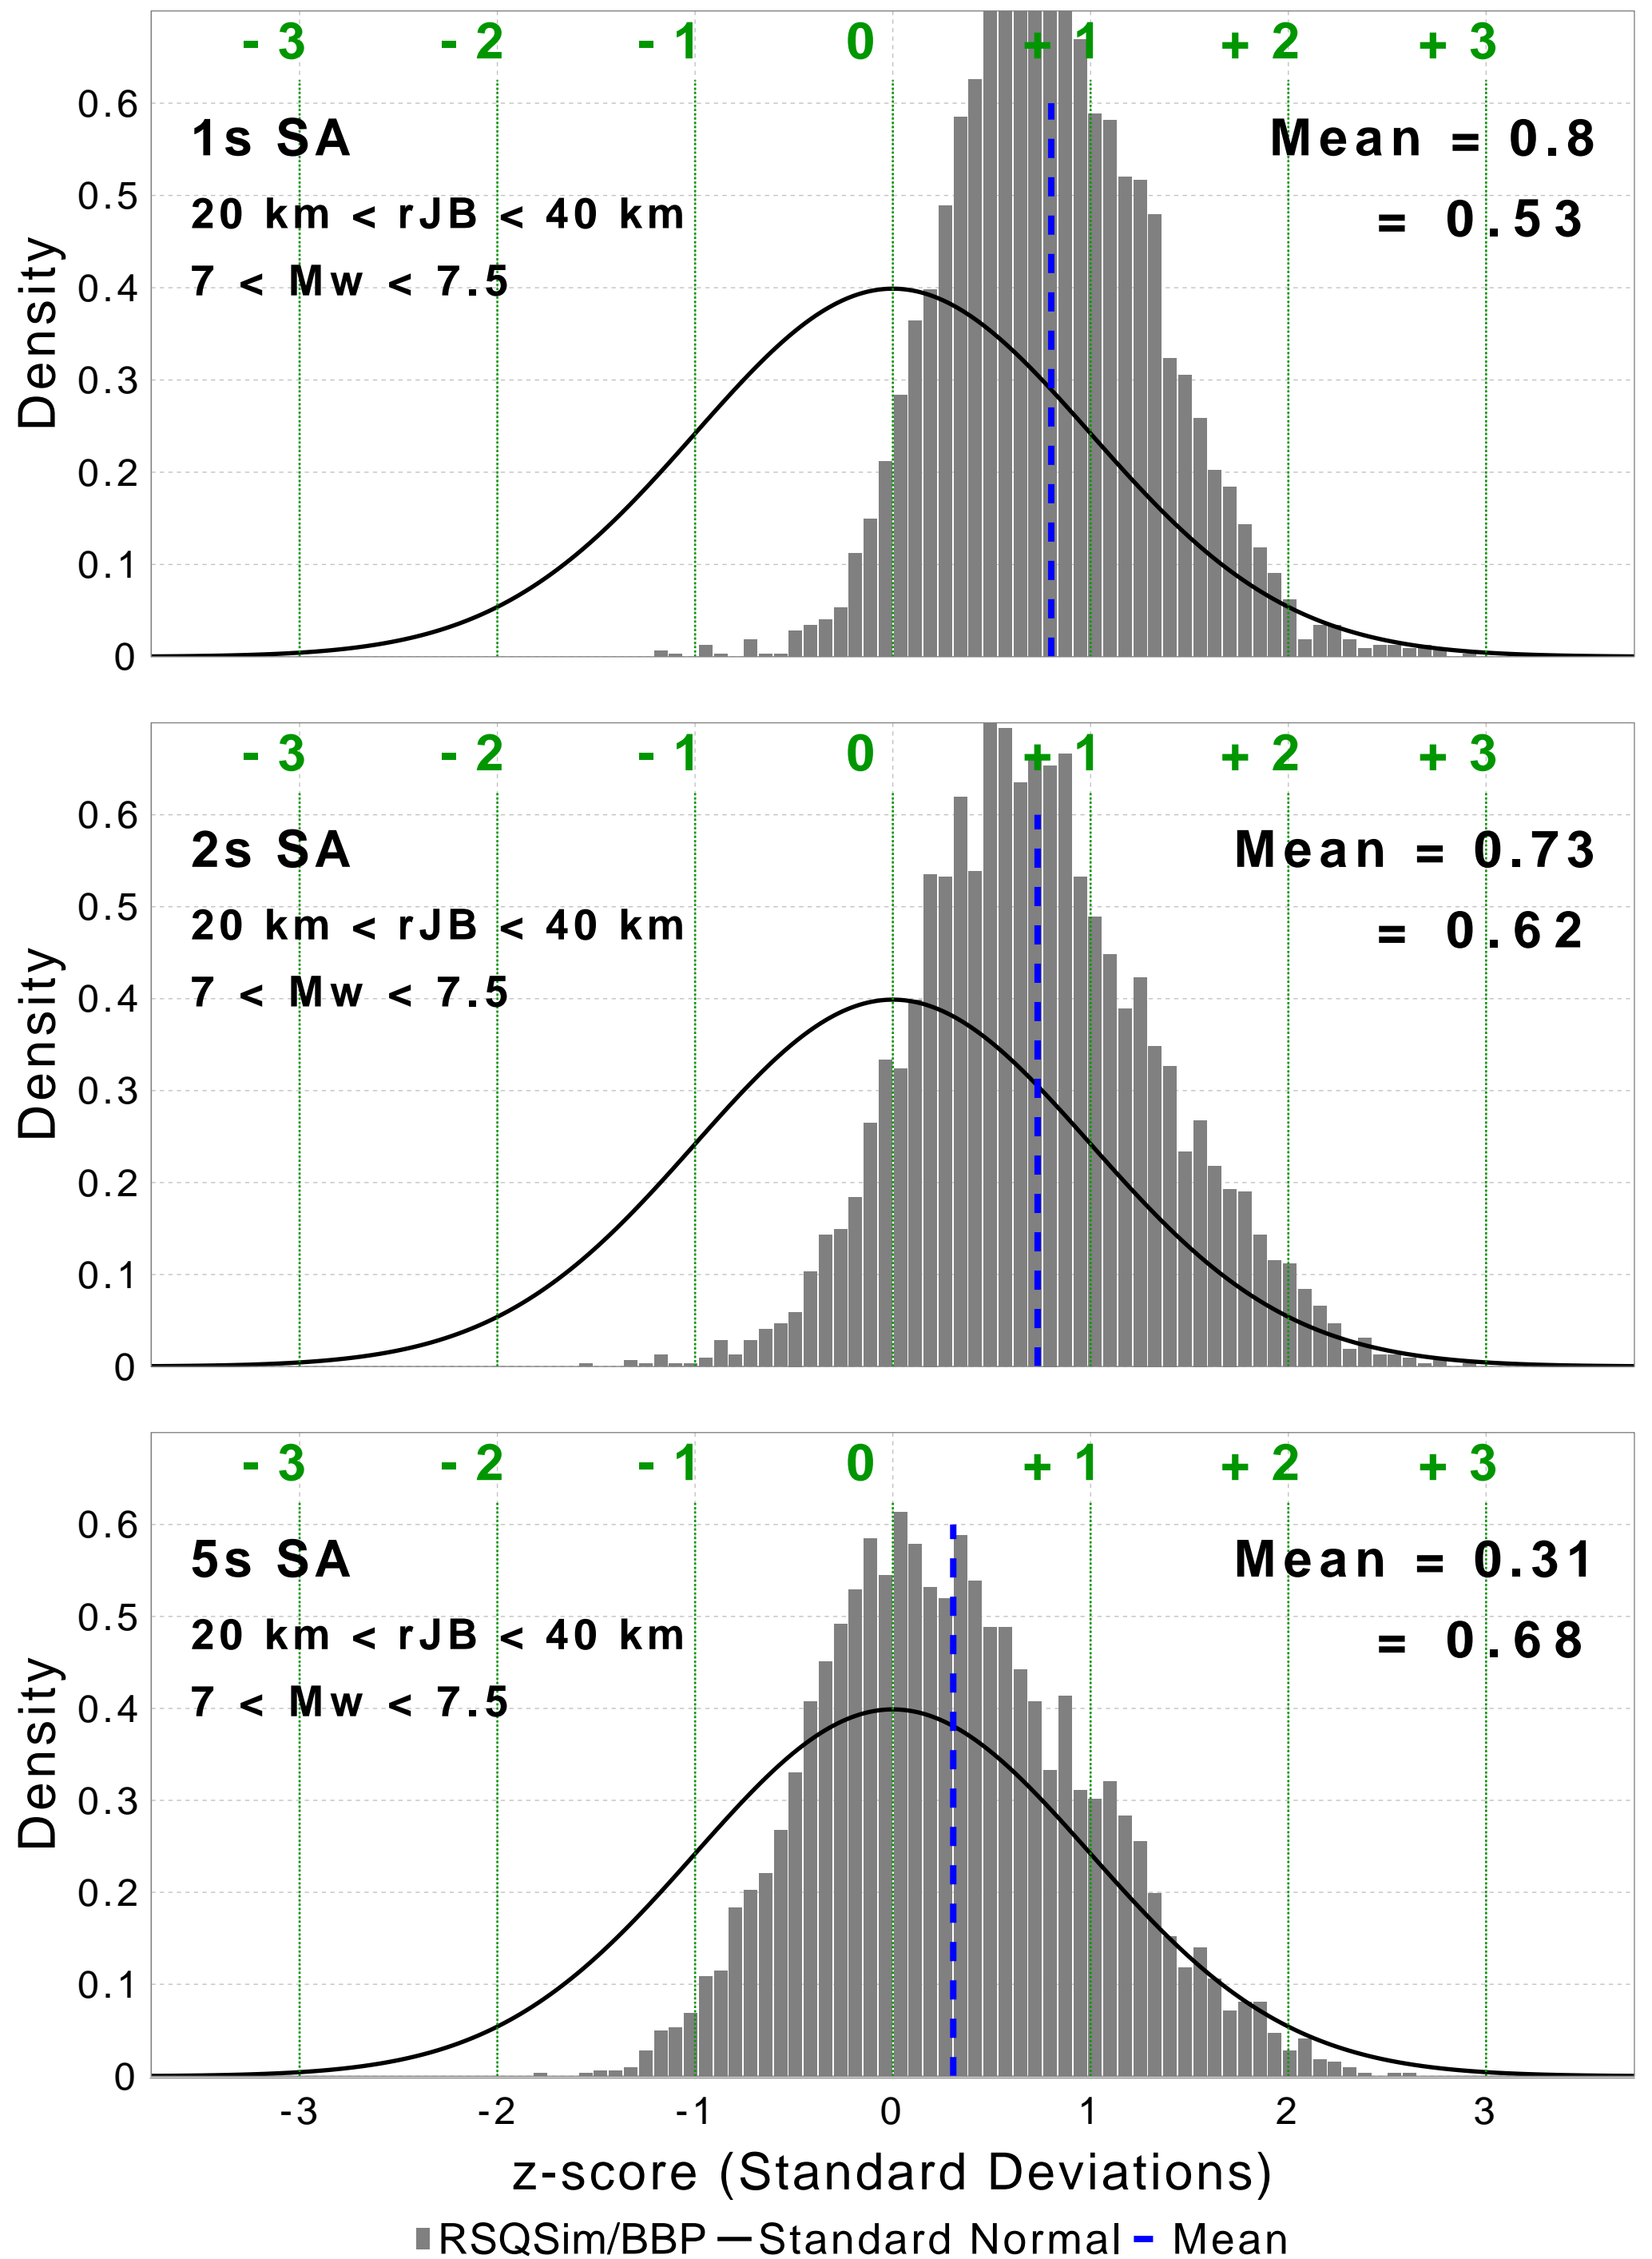 - 3 - 2 - 1 0 + 1 + 2 + 3
0.6
1s SA
Mean = 0.8
0.5
20 km < rJB < 40 km
= 0.53
7 < Mw < 7.5
0.4
Density
0.3
0.2
0.1
0
- 3 - 2 - 1 0 + 1 + 2 + 3
0.6
2s SA
Mean = 0.73
0.5
20 km < rJB < 40 km
= 0.62
7 < Mw < 7.5
0.4
Density
0.3
0.2
0.1
0
- 3 - 2 - 1 0 + 1 + 2 + 3
0.6
5s SA
Mean = 0.31
0.5
20 km < rJB < 40 km
= 0.68
7 < Mw < 7.5
0.4
Density
0.3
0.2
0.1
0
-3 -2 -1 0 1 2 3
z-score (Standard Deviations)
RSQSim/BBP Standard Normal Mean